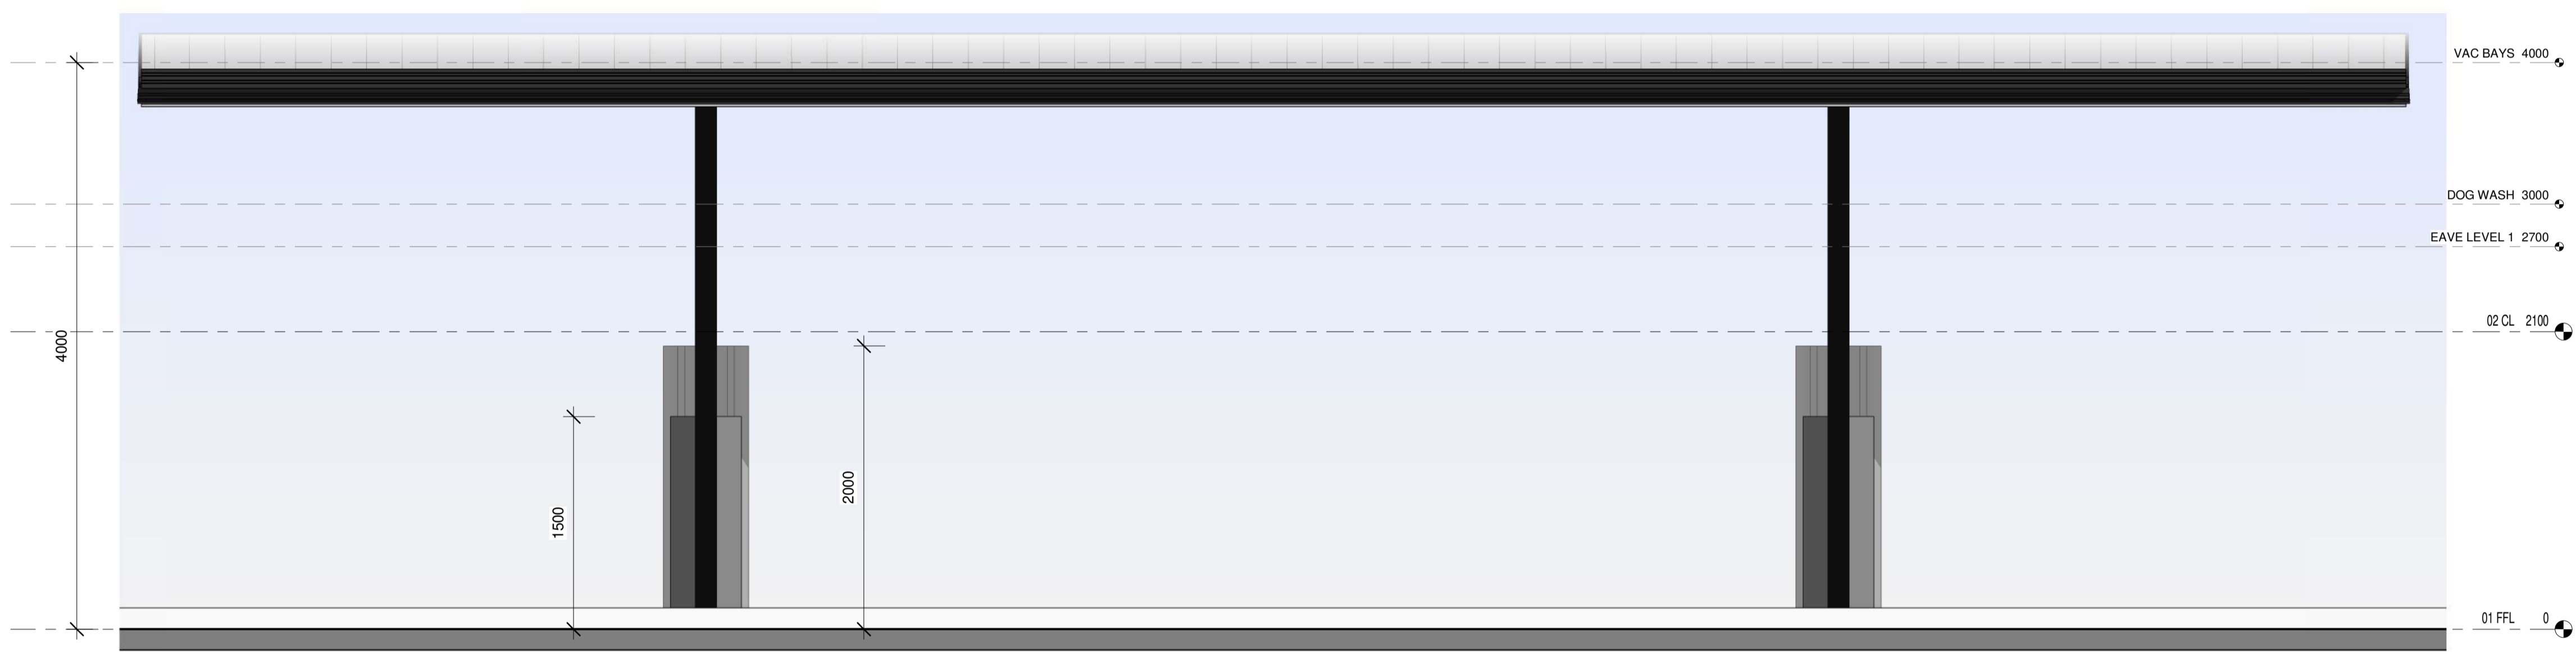 VAC BAYS 4000
DOG WASH 3000
EAVE LEVEL 1 2700
02 CL 2100
4000
2000
1500
01 FFL 0